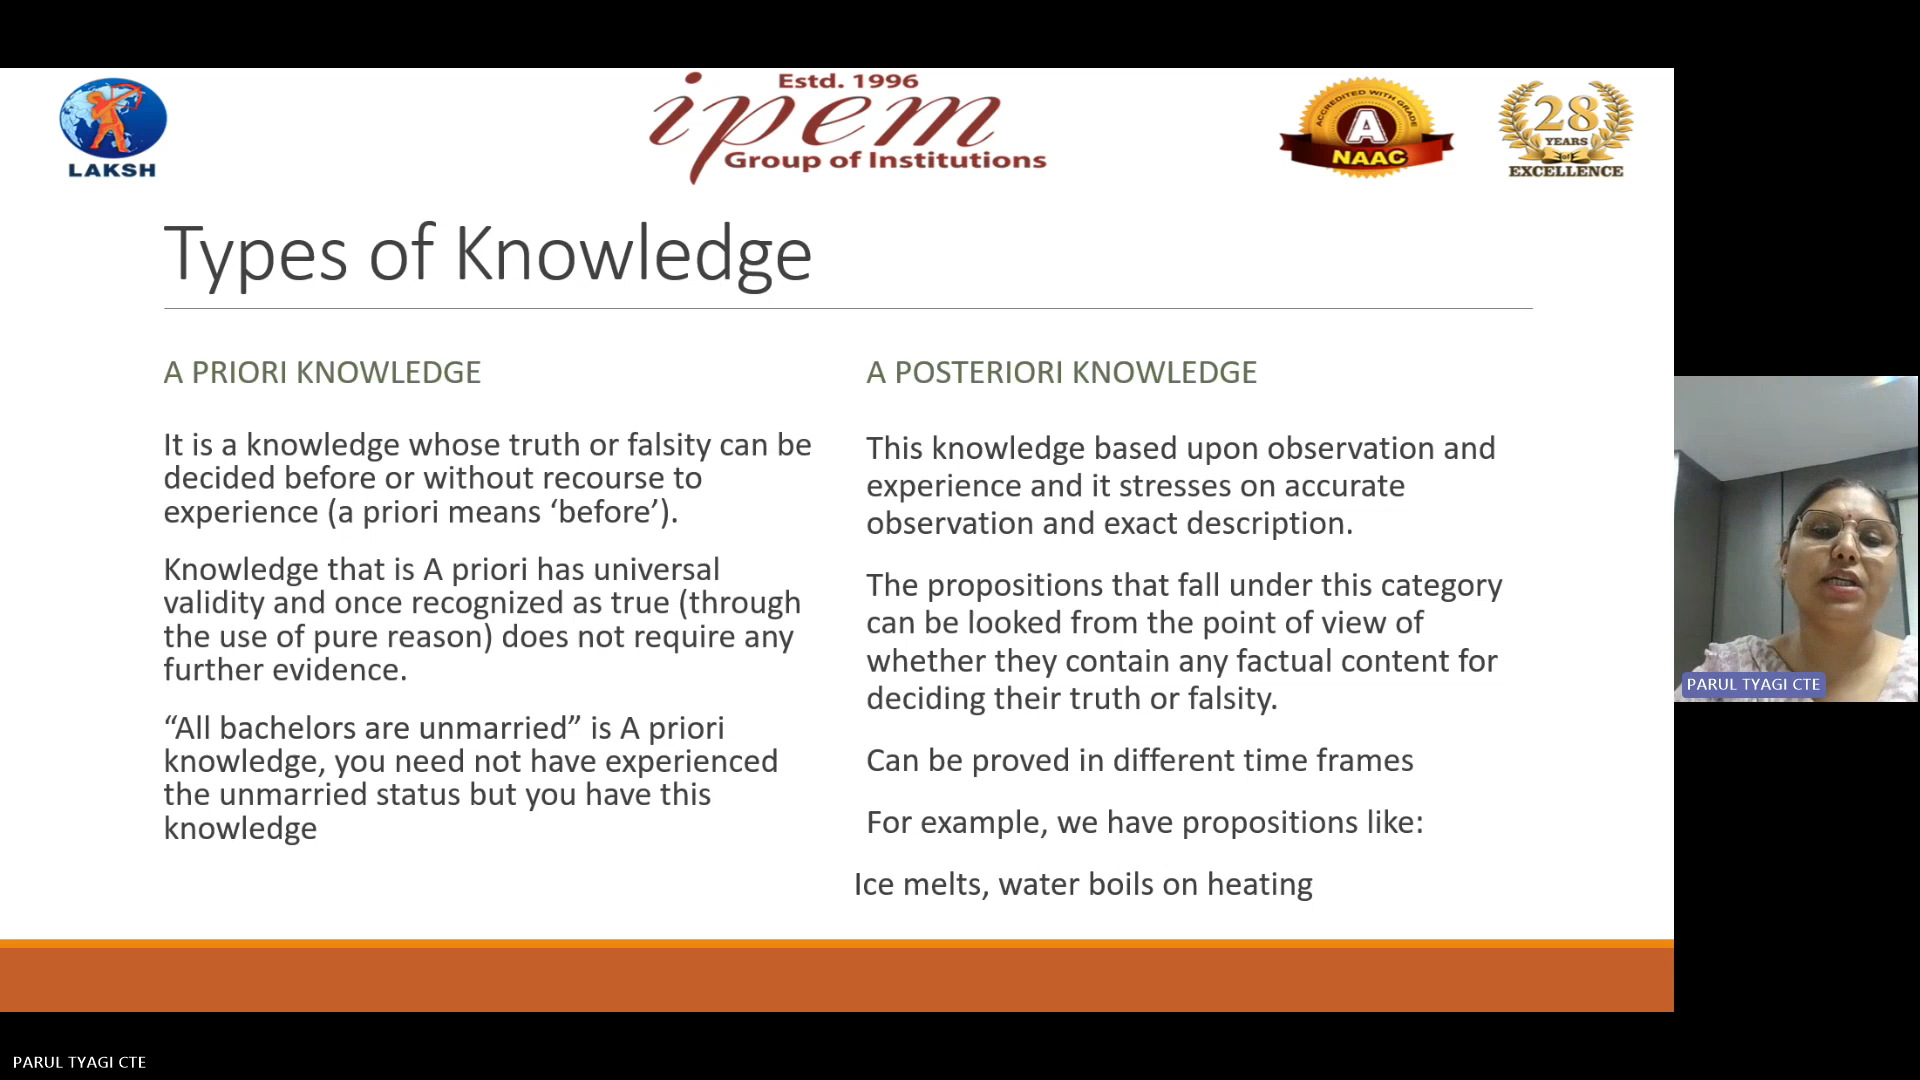 Estd. 1996
ipem
Group of Institutions
LAKSH
ACCREDITED WITH GRADE
A
NAAC
28
YEARS
of
EXCELLENCE
Types of Knowledge
A PRIORI KNOWLEDGE
It is a knowledge whose truth or falsity can be
decided before or without recourse to
experience (a priori means ‘before’).
Knowledge that is A priori has universal
validity and once recognized as true (through
the use of pure reason) does not require any
further evidence.
“All bachelors are unmarried” is A priori
knowledge, you need not have experienced
the unmarried status but you have this
knowledge
A POSTERIORI KNOWLEDGE
This knowledge based upon observation and
experience and it stresses on accurate
observation and exact description.
The propositions that fall under this category
can be looked from the point of view of
whether they contain any factual content for
deciding their truth or falsity.
Can be proved in different time frames
For example, we have propositions like:
Ice melts, water boils on heating
PARUL TYAGI CTE
PARUL TYAGI CTE